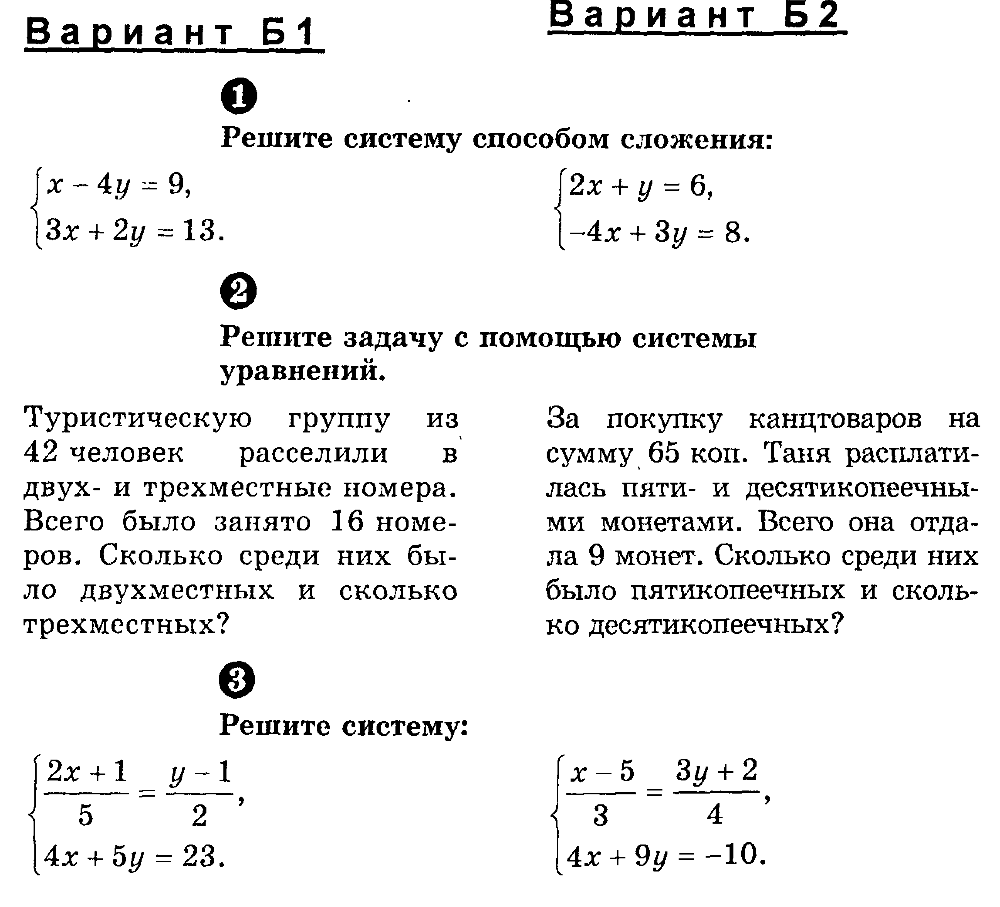 Вариант Б1
Вариант Б2
1
Решите систему способом сложения:
x – 4y = 9,
3x + 2y = 13.
2x + y = 6,
–4x + 3y = 8.
2
Решите задачу с помощью системы
уравнений.
Туристическую группу из
42 человек расселили в
двух- и трехместные номера.
Всего было занято 16 номе-
ров. Сколько среди них бы-
ло двухместных и сколько
трехместных?
За покупку канцтоваров на
сумму 65 коп. Таня расплати-
лась пяти- и десятикопеечны-
ми монетами. Всего она отда-
ла 9 монет. Сколько среди них
было пятикопеечных и сколь-
ко десятикопеечных?
3
Решите систему:
2x + 1 / 5 = y – 1 / 2,
4x + 5y = 23.
x – 5 / 3 = 3y + 2 / 4,
4x + 9y = –10.